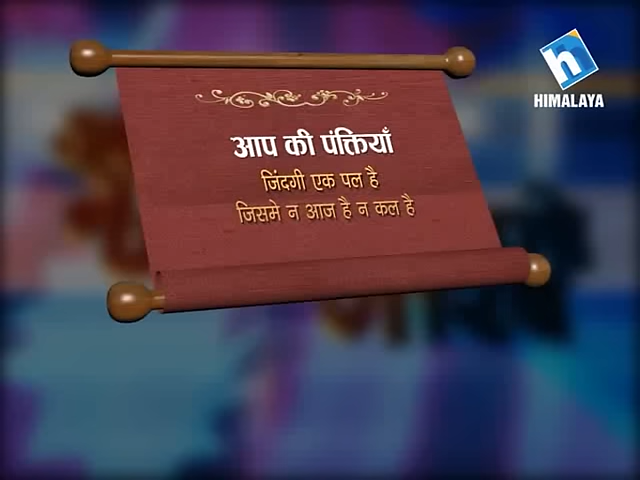 HIMALAYA
आप की पंक्तियाँ
जिंदगी एक पल है
जिसमे न आज है न कल है